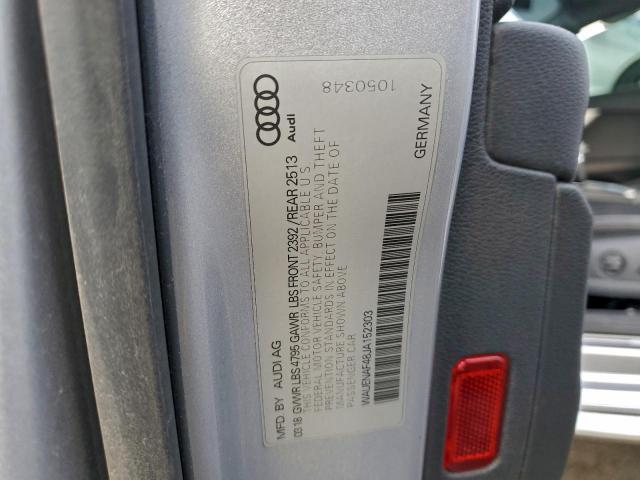 1050348
Audi
GERMANY
MFD. BY AUDI AG
03.18 GVWR LBS 4795 GAWR LBS FRONT 2392 / REAR 2513
THIS VEHICLE CONFORMS TO ALL APPLICABLE U S
FEDERAL MOTOR VEHICLE SAFETY, BUMPER AND THEFT
PREVENTION STANDARDS IN EFFECT ON THE DATE OF
MANUFACTURE SHOWN ABOVE
PASSENGER CAR
WAUENAF48JA152303